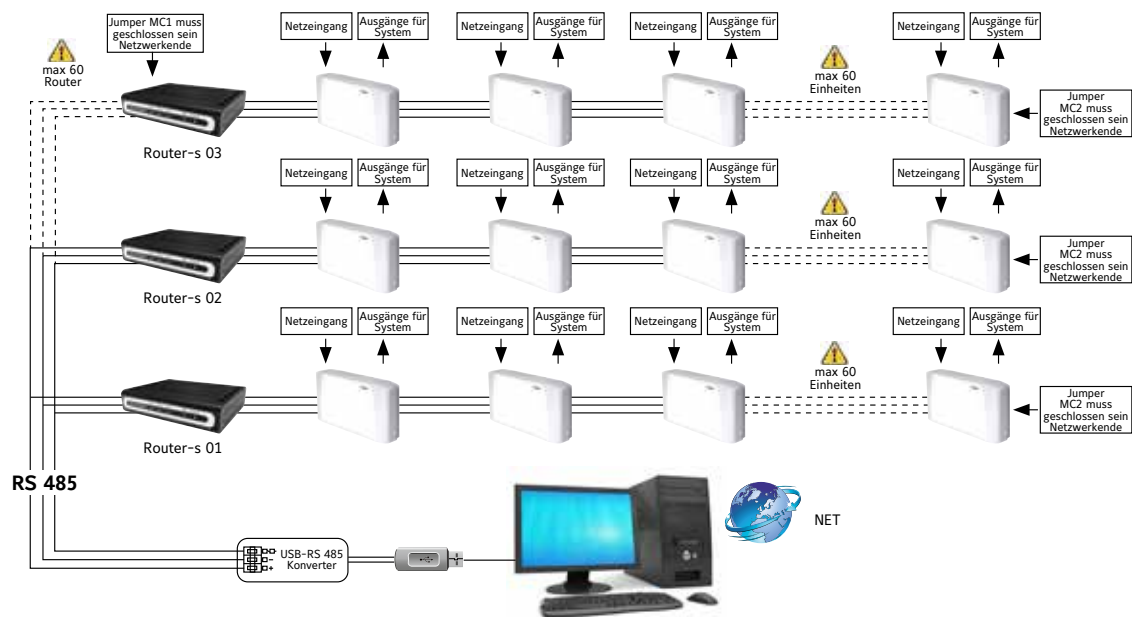 Jumper MC1 muss
geschlossen sein
Netzwerkende
max 60
Router
Netzeingang
Ausgänge für
System
Netzeingang
Ausgänge für
System
Netzeingang
Ausgänge für
System
max 60
Einheiten
Netzeingang
Ausgänge für
System
Jumper
MC2 muss
geschlossen sein
Netzwerkende
Router-s 03
Netzeingang
Ausgänge für
System
Netzeingang
Ausgänge für
System
Netzeingang
Ausgänge für
System
max 60
Einheiten
Netzeingang
Ausgänge für
System
Jumper
MC2 muss
geschlossen sein
Netzwerkende
Router-s 02
Netzeingang
Ausgänge für
System
Netzeingang
Ausgänge für
System
Netzeingang
Ausgänge für
System
max 60
Einheiten
Netzeingang
Ausgänge für
System
Jumper
MC2 muss
geschlossen sein
Netzwerkende
Router-s 01
RS 485
NET
USB-RS 485
Konverter
-
+